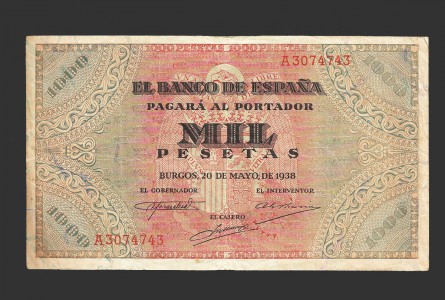 1000 A3074743 1000
EL BANCO DE ESPAÑA
PAGARÁ AL PORTADOR
MIL
PESETAS
BURGOS, 20 DE MAYO, DE 1938
EL GOBERNADOR EL INTERVENTOR,
EL CAJERO
A3074743
1000 1000